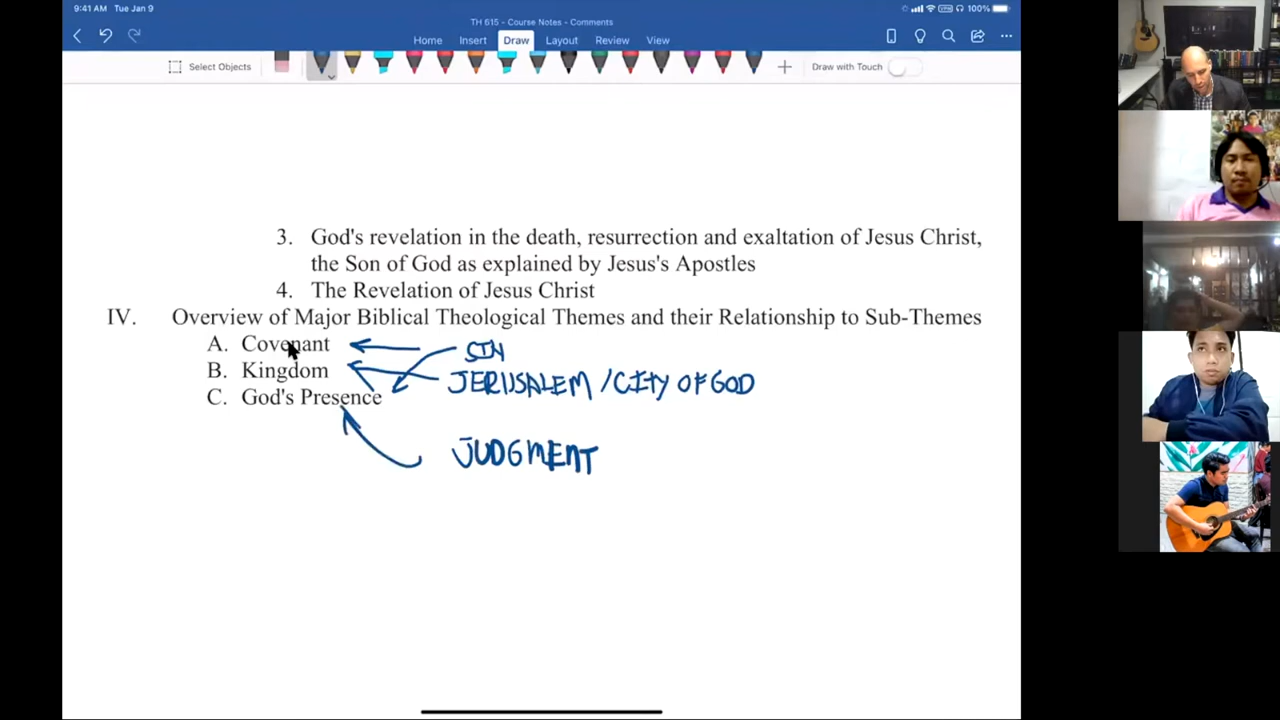 9:41 AM Tue Jan 9
100%
TH 615 - Course Notes - Comments
Home Insert Draw Layout Review View
Select Objects
Draw with Touch
3. God's revelation in the death, resurrection and exaltation of Jesus Christ,
the Son of God as explained by Jesus's Apostles
4. The Revelation of Jesus Christ
IV. Overview of Major Biblical Theological Themes and their Relationship to Sub-Themes
A. Covenant
SIN
B. Kingdom
JERUSALEM / CITY OF GOD
C. God's Presence
JUDGMENT